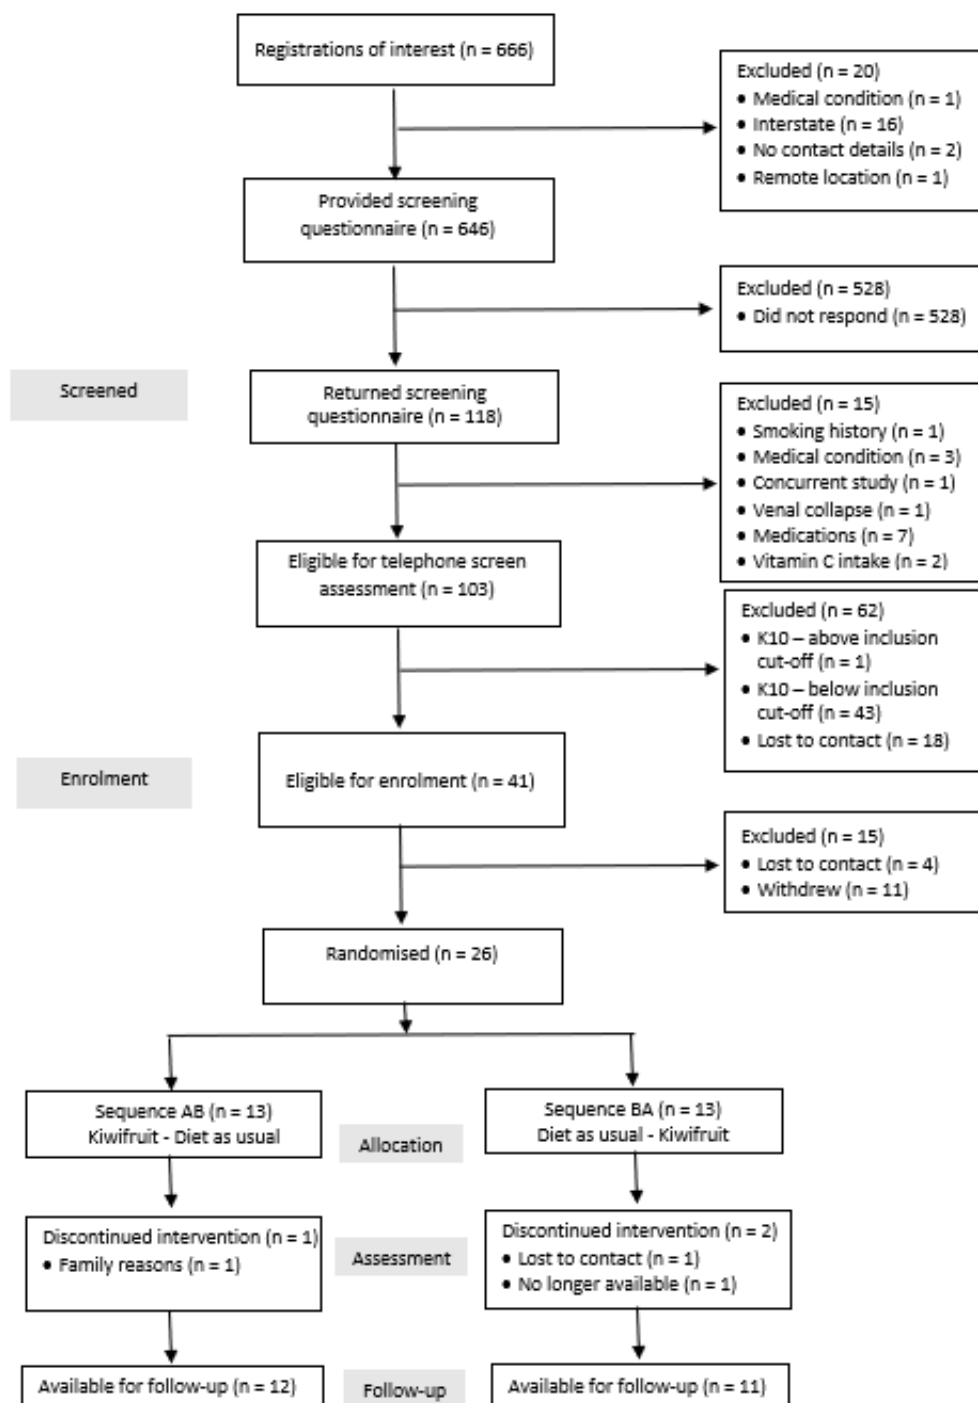 Registrations of interest (n = 666)
Excluded (n = 20)
• Medical condition (n = 1)
• Interstate (n = 16)
• No contact details (n = 2)
• Remote location (n = 1)
Provided screening
questionnaire (n = 646)
Excluded (n = 528)
• Did not respond (n = 528)
Screened
Returned screening
questionnaire (n = 118)
Excluded (n = 15)
• Smoking history (n = 1)
• Medical condition (n = 3)
• Concurrent study (n = 1)
• Venal collapse (n = 1)
• Medications (n = 7)
• Vitamin C intake (n = 2)
Eligible for telephone screen
assessment (n = 103)
Excluded (n = 62)
• K10 – above inclusion
cut-off (n = 1)
• K10 – below inclusion
cut-off (n = 43)
• Lost to contact (n = 18)
Enrolment
Eligible for enrolment (n = 41)
Excluded (n = 15)
• Lost to contact (n = 4)
• Withdrew (n = 11)
Randomised (n = 26)
Sequence AB (n = 13)
Kiwifruit - Diet as usual
Allocation
Sequence BA (n = 13)
Diet as usual - Kiwifruit
Discontinued intervention (n = 1)
• Family reasons (n = 1)
Assessment
Discontinued intervention (n = 2)
• Lost to contact (n = 1)
• No longer available (n = 1)
Available for follow-up (n = 12)
Follow-up
Available for follow-up (n = 11)